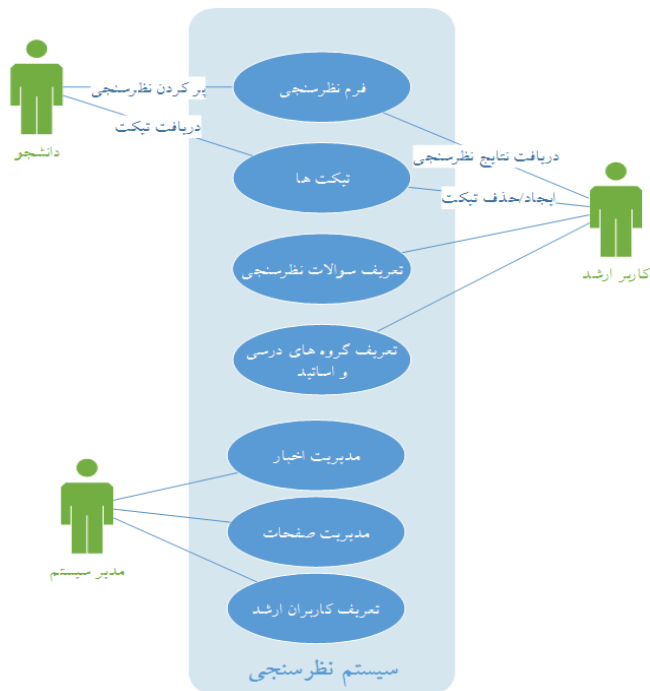 فرم نظرسنجی
پر کردن نظرسنجی
دریافت تیکت
دانشجو
دریافت نتایج نظرسنجی
تیکت ها
ایجاد/حذف تیکت
تعریف سوالات نظرسنجی
کاربر ارشد
تعریف گروه های درسی
و اساتید
مدیریت اخبار
مدیریت صفحات
مدیر سیستم
تعریف کاربران ارشد
سیستم نظرسنجی